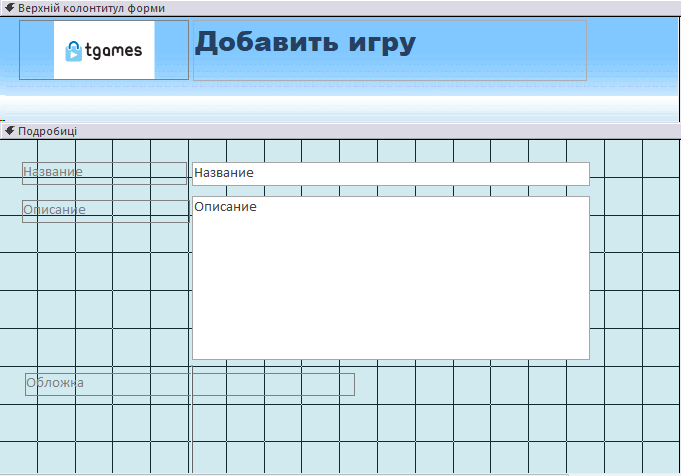 Верхній колонтитул форми
tgames
Добавить игру
Подробиці
Название
Название
Описание
Описание
Обложка